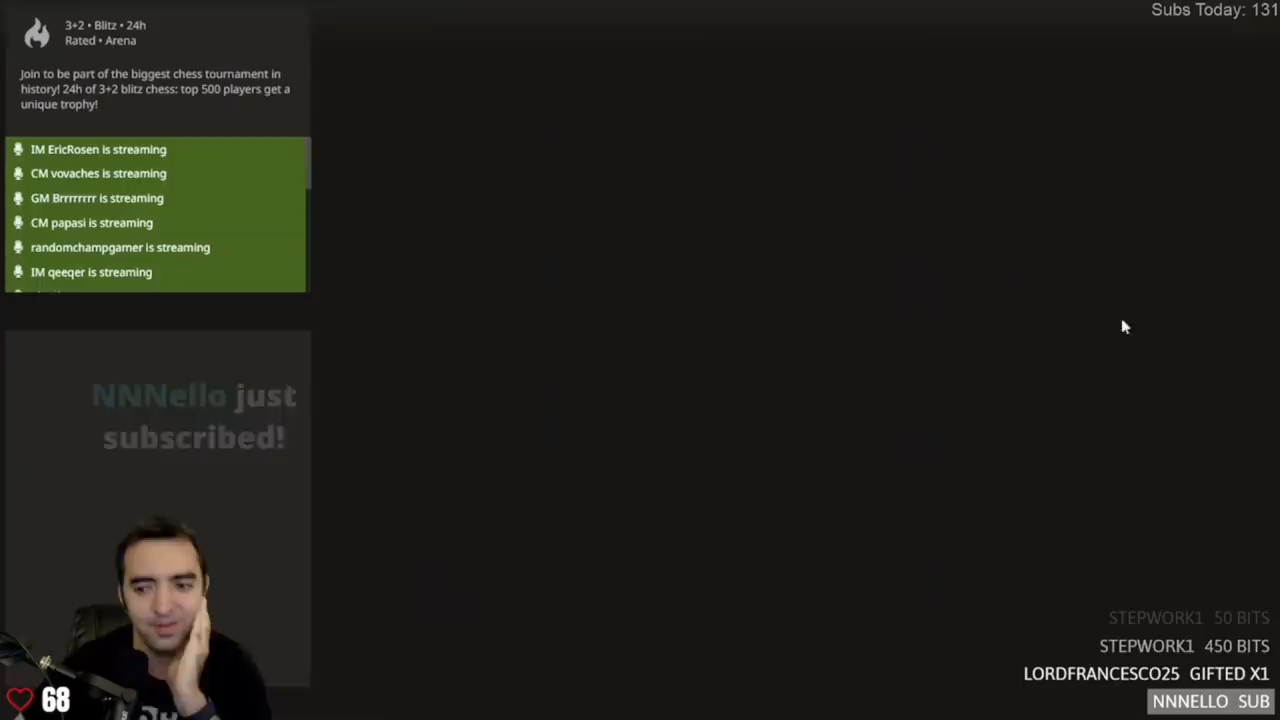 Subs Today: 131
3+2 • Blitz • 24h
Rated • Arena
Join to be part of the biggest chess tournament in
history! 24h of 3+2 blitz chess: top 500 players get a
unique trophy!
IM EricRosen is streaming
CM vovaches is streaming
GM Brrrrrrrr is streaming
CM papasi is streaming
randomchampgamer is streaming
IM qeeqer is streaming
NNNello just
subscribed!
STEPWORK1 50 BITS
STEPWORK1 450 BITS
LORDFRANCESCO25 GIFTED X1
NNNELLO SUB
68